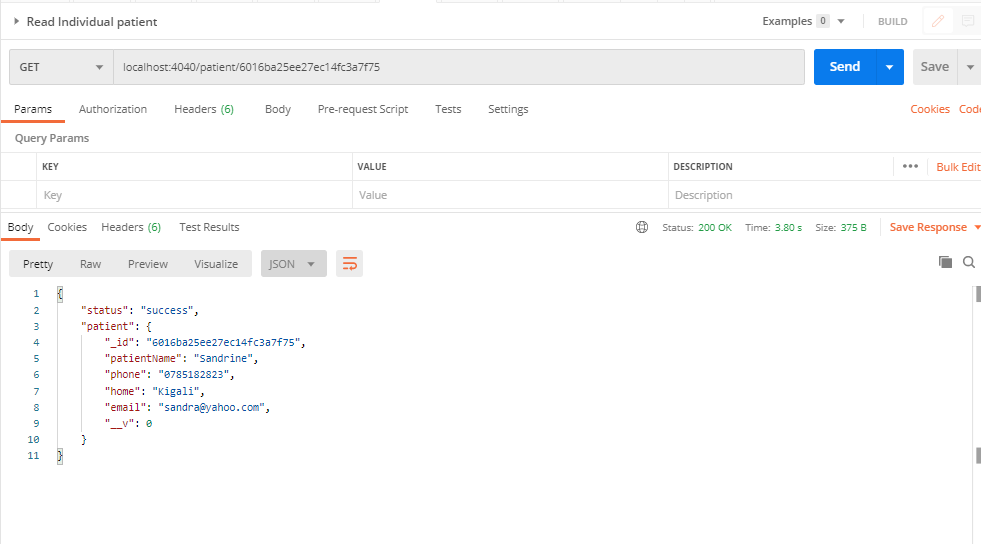 Read Individual patient Examples 0 BUILD
GET localhost:4040/patient/6016ba25ee27ec14fc3a7f75 Send Save
Params Authorization Headers (6) Body Pre-request Script Tests Settings Cookies Code
Query Params
KEY VALUE DESCRIPTION ••• Bulk Edit
Key Value Description
Body Cookies Headers (6) Test Results Status: 200 OK Time: 3.80 s Size: 375 B Save Response
Pretty Raw Preview Visualize JSON
1 {
2 "status": "success",
3 "patient": {
4 "_id": "6016ba25ee27ec14fc3a7f75",
5 "patientName": "Sandrine",
6 "phone": "0785182823",
7 "home": "Kigali",
8 "email": "sandra@yahoo.com",
9 "__v": 0
10 }
11 }